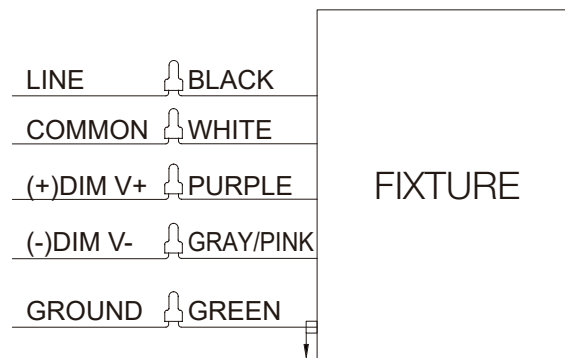 LINE BLACK
COMMON WHITE
(+)DIM V+ PURPLE
FIXTURE
(-)DIM V- GRAY/PINK
GROUND GREEN